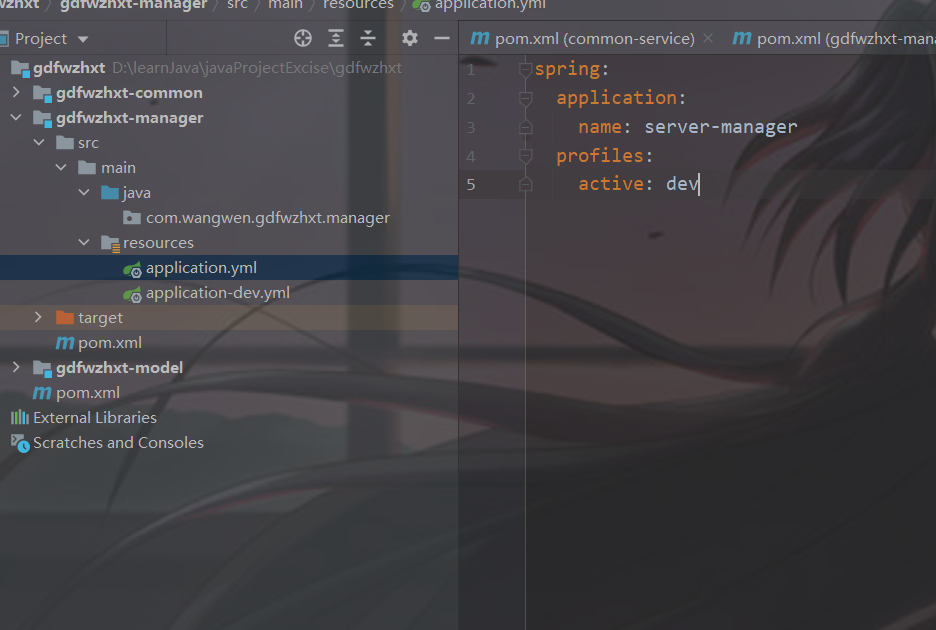 wzhxt gdfwzhxt-manager src main resources application.yml
Project
pom.xml (common-service) × pom.xml (gdfwzhxt-mana
gdfwzhxt D:\learnJava\javaProjectExcise\gdfwzhxt
gdfwzhxt-common
gdfwzhxt-manager
src
main
java
com.wangwen.gdfwzhxt.manager
resources
application.yml
application-dev.yml
target
pom.xml
gdfwzhxt-model
pom.xml
External Libraries
Scratches and Consoles
1 spring:
2 application:
3 name: server-manager
4 profiles:
5 active: dev